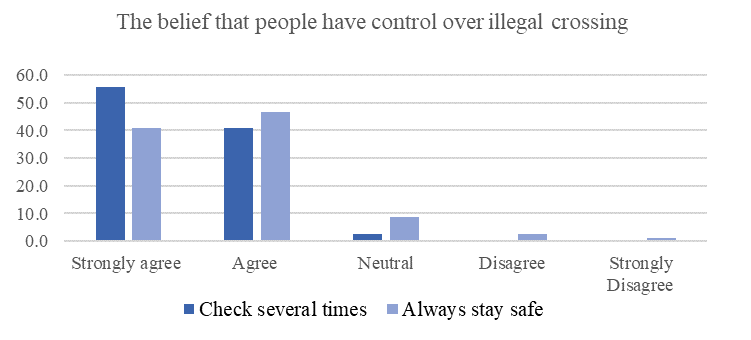 The belief that people have control over illegal crossing
60.0
50.0
40.0
30.0
20.0
10.0
0.0
Strongly agree
Agree
Neutral
Disagree
Strongly
Disagree
Check several times
Always stay safe